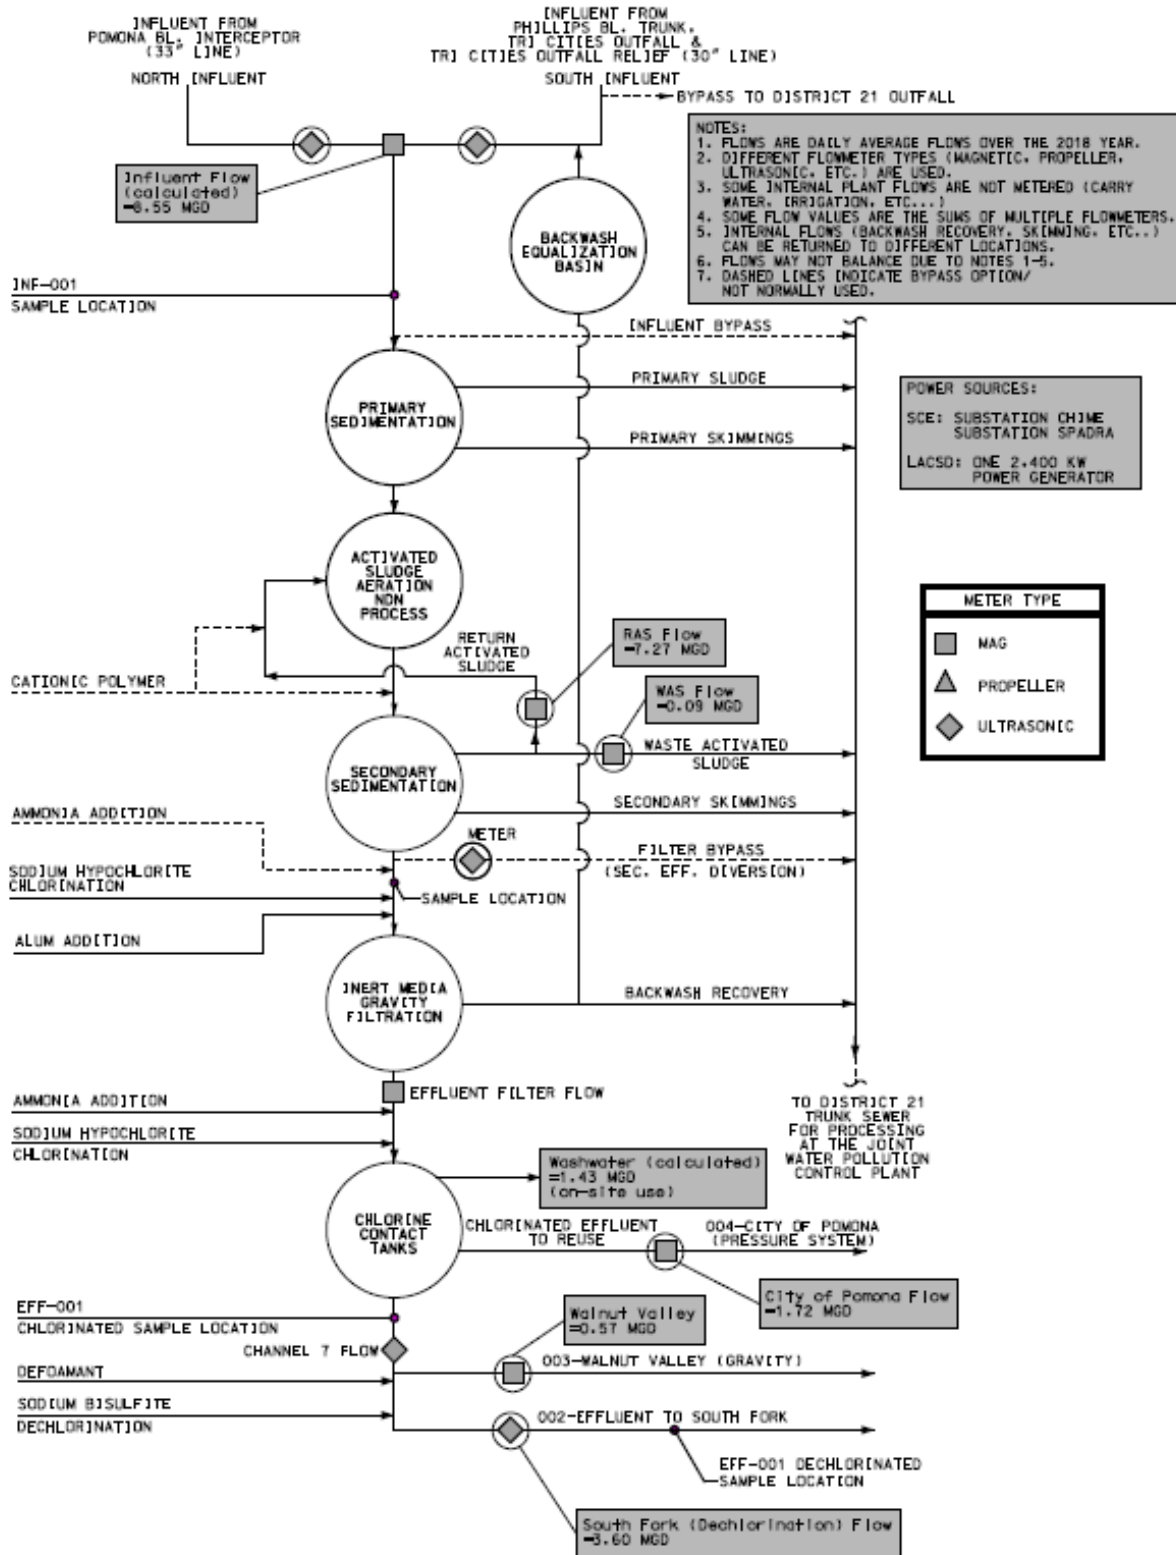 INFLUENT FROM
POMONA BL. INTERCEPTOR
(33" LINE)
NORTH INFLUENT
INFLUENT FROM
PHILLIPS BL. TRUNK,
TRI CITIES OUTFALL &
TRI CITIES OUTFALL RELIEF (30" LINE)
SOUTH INFLUENT
BYPASS TO DISTRICT 21 OUTFALL
NOTES:
1. FLOWS ARE DAILY AVERAGE FLOWS OVER THE 2018 YEAR.
2. DIFFERENT FLOWMETER TYPES (MAGNETIC, PROPELLER,
ULTRASONIC, ETC.) ARE USED.
3. SOME INTERNAL PLANT FLOWS ARE NOT METERED (CARRY
WATER, IRRIGATION, ETC...)
4. SOME FLOW VALUES ARE THE SUMS OF MULTIPLE FLOWMETERS.
5. INTERNAL FLOWS (BACKWASH RECOVERY, SKIMMING, ETC..)
CAN BE RETURNED TO DIFFERENT LOCATIONS.
6. FLOWS MAY NOT BALANCE DUE TO NOTES 1-5.
7. DASHED LINES INDICATE BYPASS OPTION/
NOT NORMALLY USED.
Influent Flow
(calculated)
MGD
BACKWASH
EQUALIZATION
BASIN
INF-001
SAMPLE LOCATION
INFLUENT BYPASS
PRIMARY SLUDGE
PRIMARY
SEDIMENTATION
PRIMARY SKIMMINGS
POWER SOURCES:
SCE: SUBSTATION CHIME
SUBSTATION SPADRA
LACSD: ONE 2,400 KW
POWER GENERATOR
ACTIVATED
SLUDGE
AERATION
NDN
PROCESS
METER TYPE
MAG
PROPELLER
ULTRASONIC
RETURN
ACTIVATED
SLUDGE
RAS Flow
=7.27 MGD
CATIONIC POLYMER
WAS Flow
=0.09 MGD
WASTE ACTIVATED
SLUDGE
SECONDARY
SEDIMENTATION
SECONDARY SKIMMINGS
AMMONIA ADDITION
METER
FILTER BYPASS
(SEC. EFF. DIVERSION)
SODIUM HYPOCHLORITE
CHLORINATION
SAMPLE LOCATION
ALUM ADDITION
INERT MEDIA
GRAVITY
FILTRATION
BACKWASH RECOVERY
EFFLUENT FILTER FLOW
AMMONIA ADDITION
SODIUM HYPOCHLORITE
CHLORINATION
TO DISTRICT 21
TRUNK SEWER
FOR PROCESSING
AT THE JOINT
WATER POLLUTION
CONTROL PLANT
Washwater (calculated)
=1.43 MGD
(on-site use)
CHLORINE
CONTACT
TANKS
CHLORINATED EFFLUENT
TO REUSE
004-CITY OF POMONA
(PRESSURE SYSTEM)
City of Pomona Flow
=1.72 MGD
EFF-001
CHLORINATED SAMPLE LOCATION
Walnut Valley
=0.57 MGD
CHANNEL 7 FLOW
003-WALNUT VALLEY (GRAVITY)
DEFOAMANT
SODIUM BISULFITE
DECHLORINATION
002-EFFLUENT TO SOUTH FORK
EFF-001 DECHLORINATED
SAMPLE LOCATION
South Fork (Dechlorination) Flow
=3.60 MGD